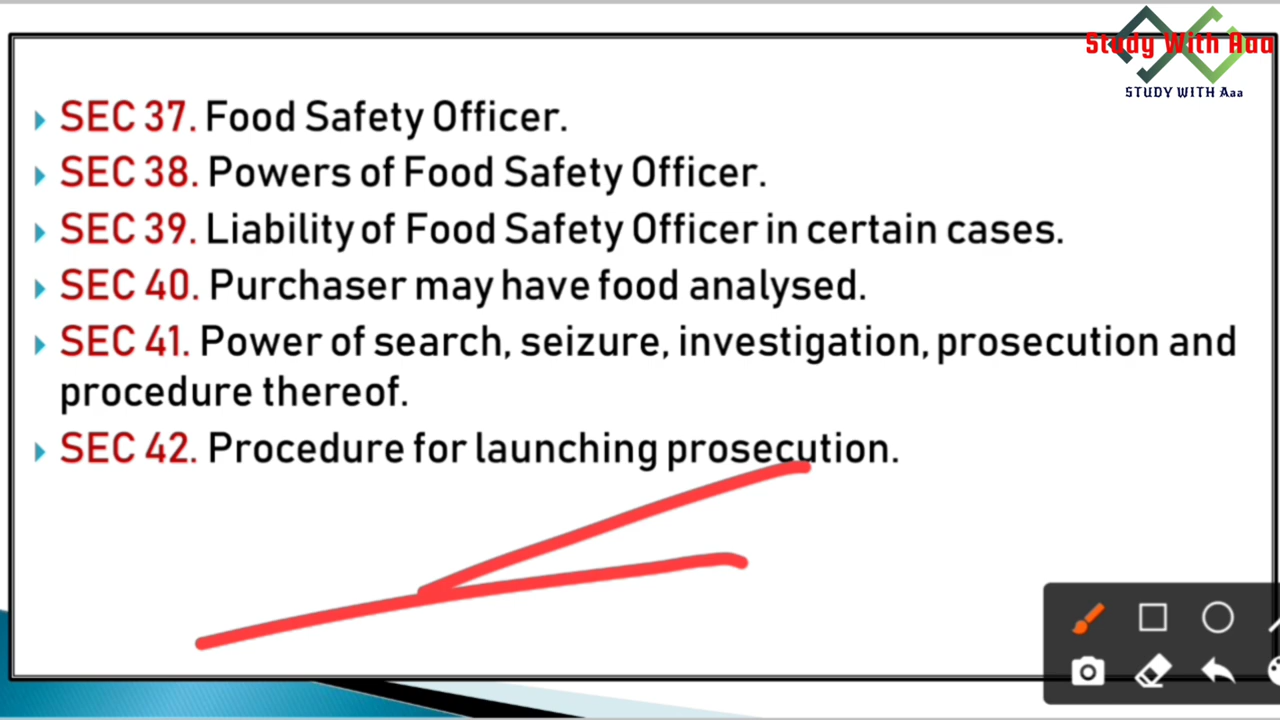 Study With Aaa
STUDY WITH Aaa
SEC 37. Food Safety Officer.
SEC 38. Powers of Food Safety Officer.
SEC 39. Liability of Food Safety Officer in certain cases.
SEC 40. Purchaser may have food analysed.
SEC 41. Power of search, seizure, investigation, prosecution and
procedure thereof.
SEC 42. Procedure for launching prosecution.